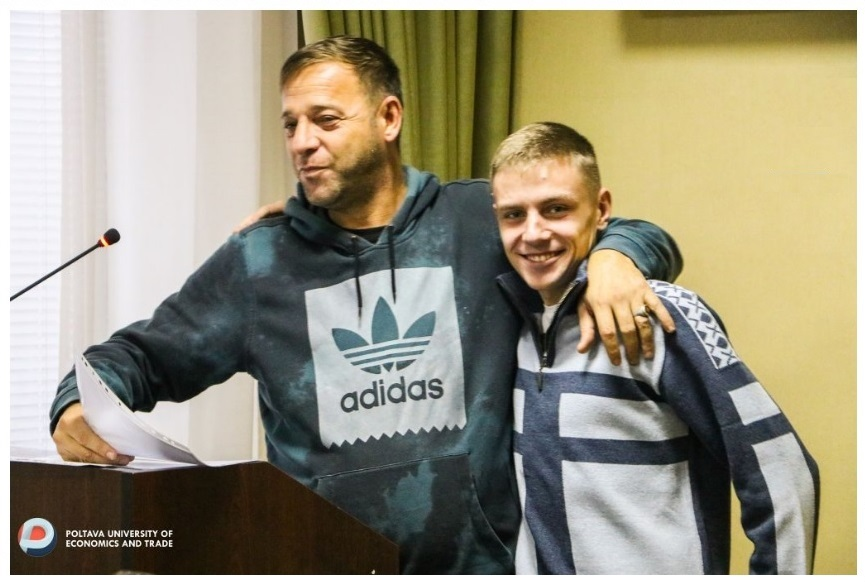 adidas
POLTAVA UNIVERSITY OF
ECONOMICS AND TRADE